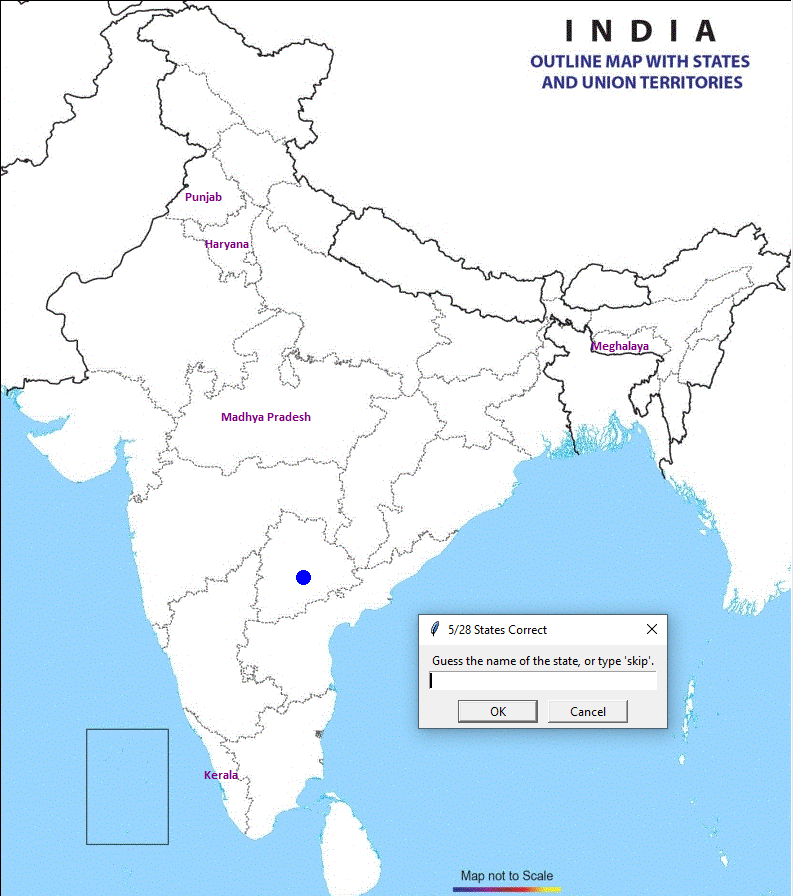 INDIA
OUTLINE MAP WITH STATES
AND UNION TERRITORIES
Punjab
Haryana
Meghalaya
Madhya Pradesh
5/28 States Correct
Guess the name of the state, or type 'skip'.
OK Cancel
Kerala
Map not to Scale